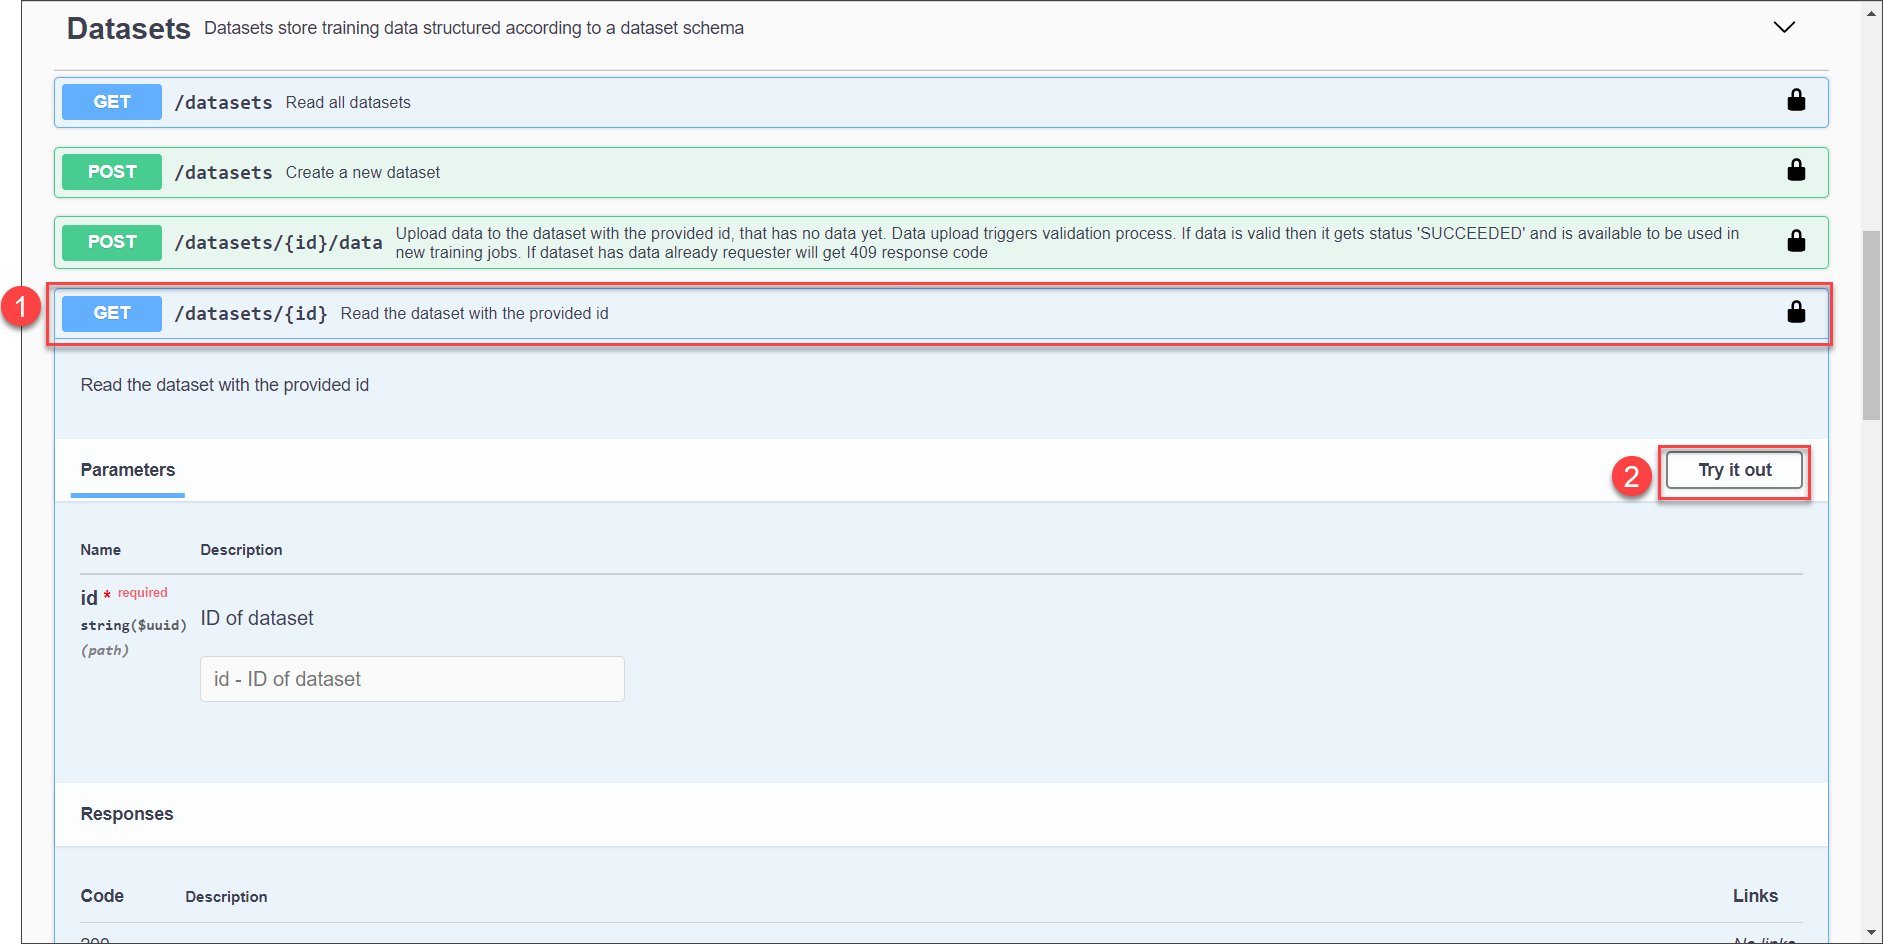 Datasets Datasets store training data structured according to a dataset schema
GET /datasets Read all datasets
POST /datasets Create a new dataset
POST /datasets/{id}/data Upload data to the dataset with the provided id, that has no data yet. Data upload triggers validation process. If data is valid then it gets status 'SUCCEEDED' and is available to be used in
new training jobs. If dataset has data already requester will get 409 response code
1 GET /datasets/{id} Read the dataset with the provided id
Read the dataset with the provided id
Parameters 2 Try it out
Name Description
id * required
string($uuid) ID of dataset
(path)
id - ID of dataset
Responses
Code Description Links
200 No links